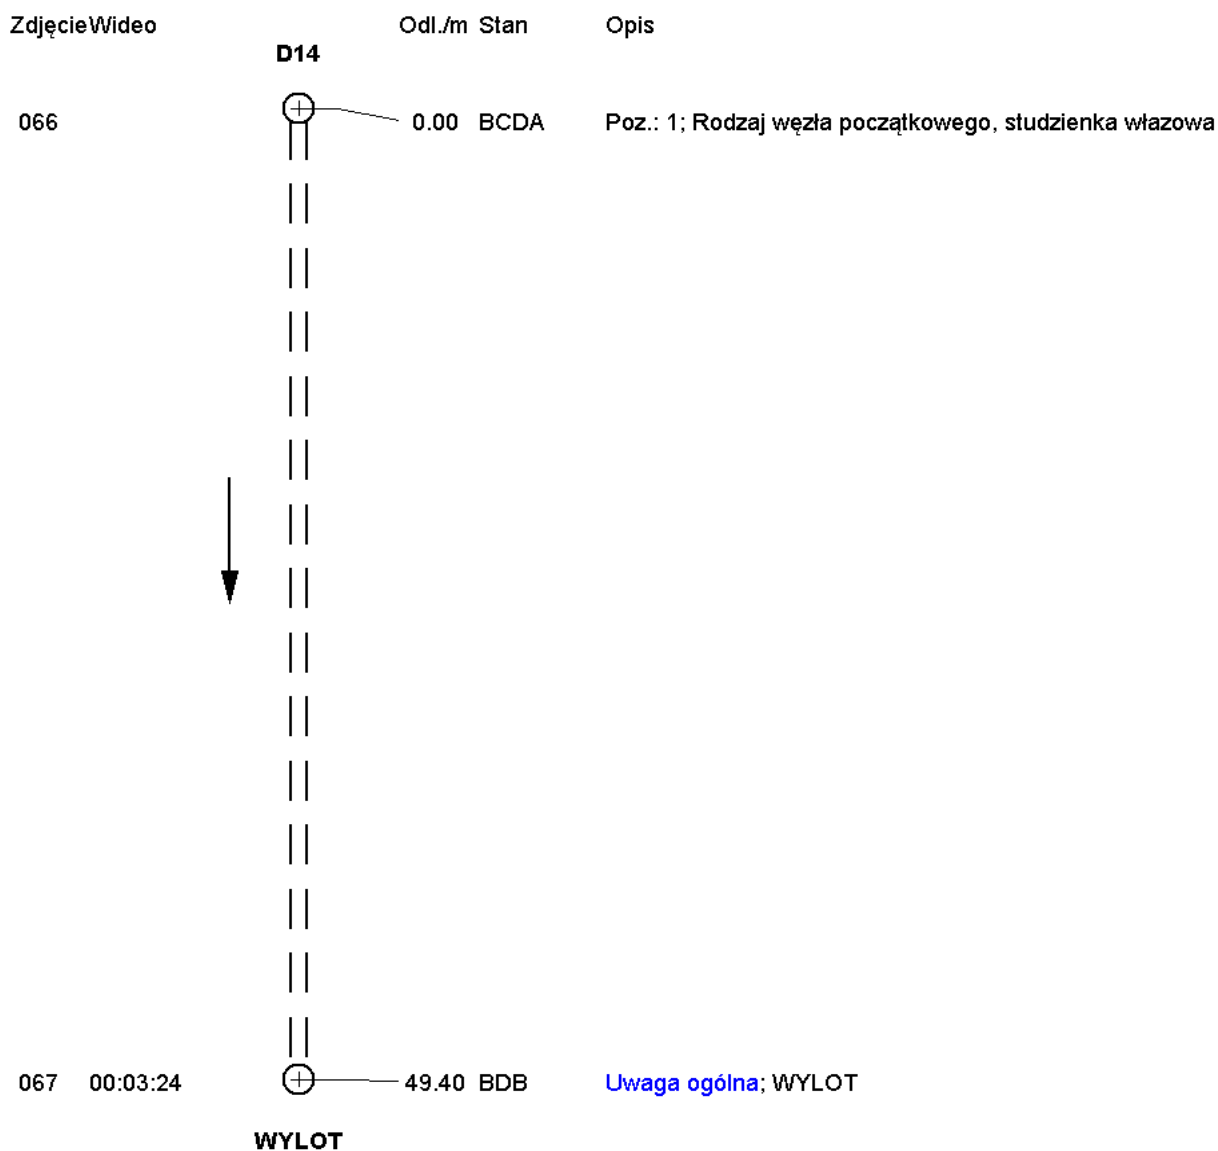 ZdjęcieWideo Odl./m Stan Opis
D14
066 0.00 BCDA Poz.: 1; Rodzaj węzła początkowego, studzienka włazowa
067 00:03:24 49.40 BDB Uwaga ogólna; WYLOT
WYLOT